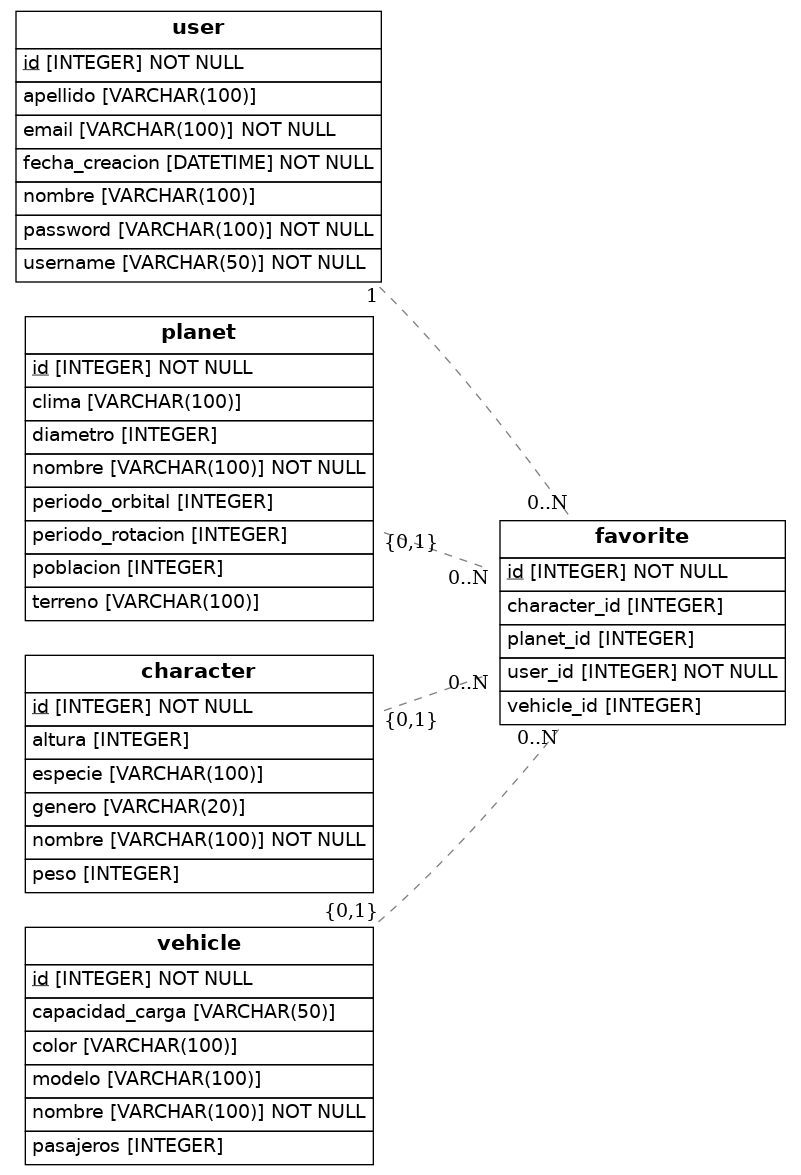 user
id [INTEGER] NOT NULL
apellido [VARCHAR(100)]
email [VARCHAR(100)] NOT NULL
fecha_creacion [DATETIME] NOT NULL
nombre [VARCHAR(100)]
password [VARCHAR(100)] NOT NULL
username [VARCHAR(50)] NOT NULL
1
planet
id [INTEGER] NOT NULL
clima [VARCHAR(100)]
diametro [INTEGER]
nombre [VARCHAR(100)] NOT NULL
periodo_orbital [INTEGER]
periodo_rotacion [INTEGER]
poblacion [INTEGER]
terreno [VARCHAR(100)]
{0,1}
character
id [INTEGER] NOT NULL
altura [INTEGER]
especie [VARCHAR(100)]
genero [VARCHAR(20)]
nombre [VARCHAR(100)] NOT NULL
peso [INTEGER]
{0,1}
{0,1}
vehicle
id [INTEGER] NOT NULL
capacidad_carga [VARCHAR(50)]
color [VARCHAR(100)]
modelo [VARCHAR(100)]
nombre [VARCHAR(100)] NOT NULL
pasajeros [INTEGER]
0..N
0..N
0..N
0..N
favorite
id [INTEGER] NOT NULL
character_id [INTEGER]
planet_id [INTEGER]
user_id [INTEGER] NOT NULL
vehicle_id [INTEGER]